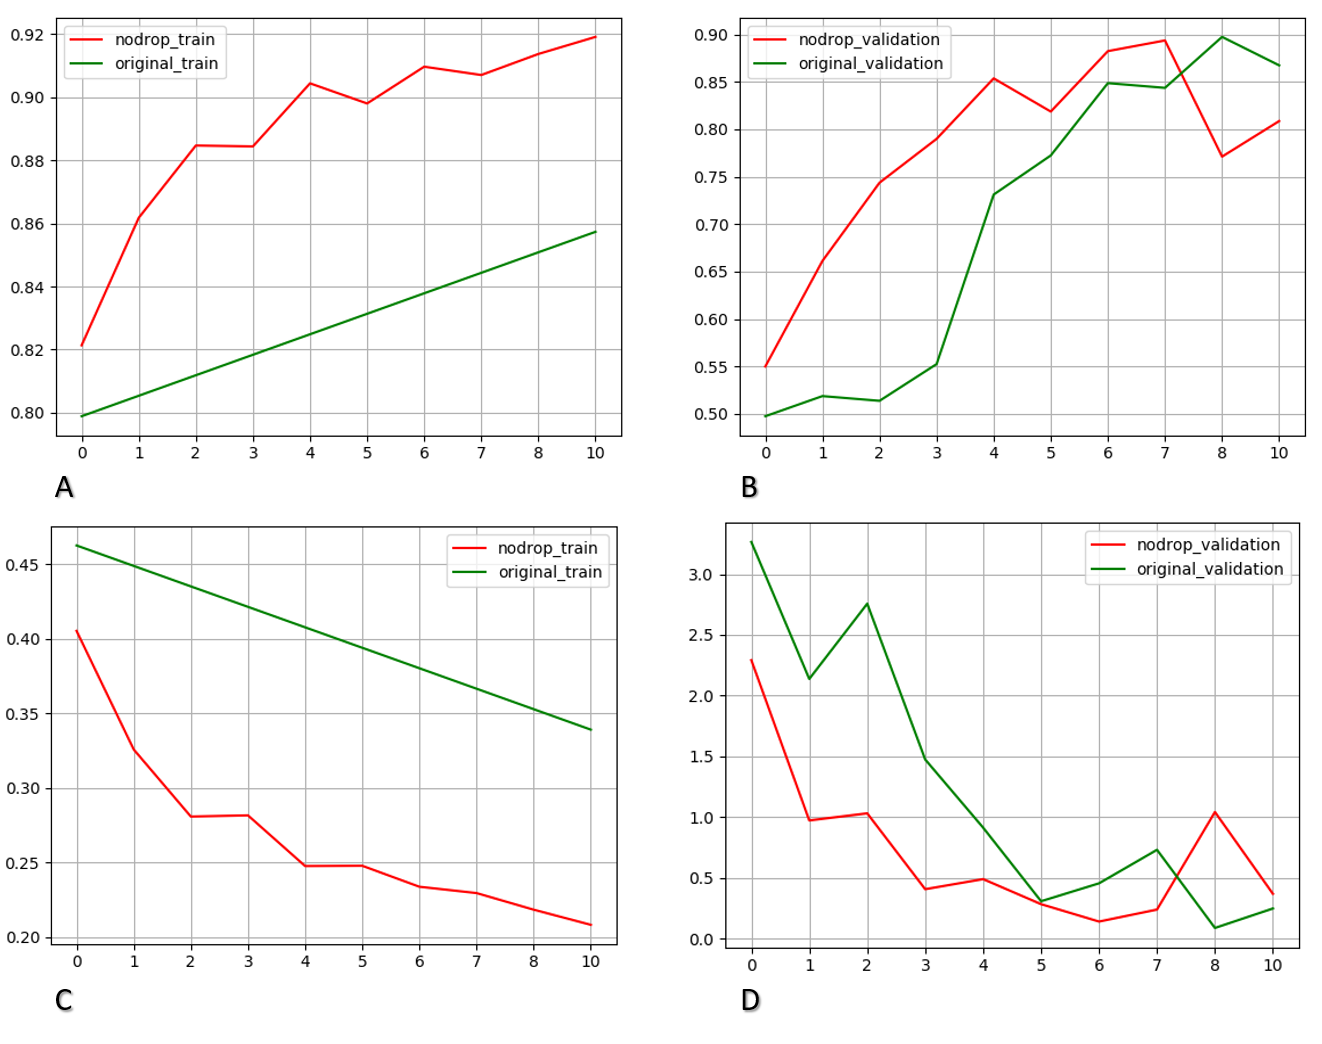 nodrop_train
original_train
0.92
0.90
0.88
0.86
0.84
0.82
0.80
0 1 2 3 4 5 6 7 8 10
A
nodrop_validation
original_validation
0.90
0.85
0.80
0.75
0.70
0.65
0.60
0.55
0.50
0 1 2 3 4 5 6 7 8 10
B
nodrop_train
original_train
0.45
0.40
0.35
0.30
0.25
0.20
0 1 2 3 4 5 6 7 8 10
C
nodrop_validation
original_validation
3.0
2.5
2.0
1.5
1.0
0.5
0.0
0 1 2 3 4 5 6 7 8 10
D